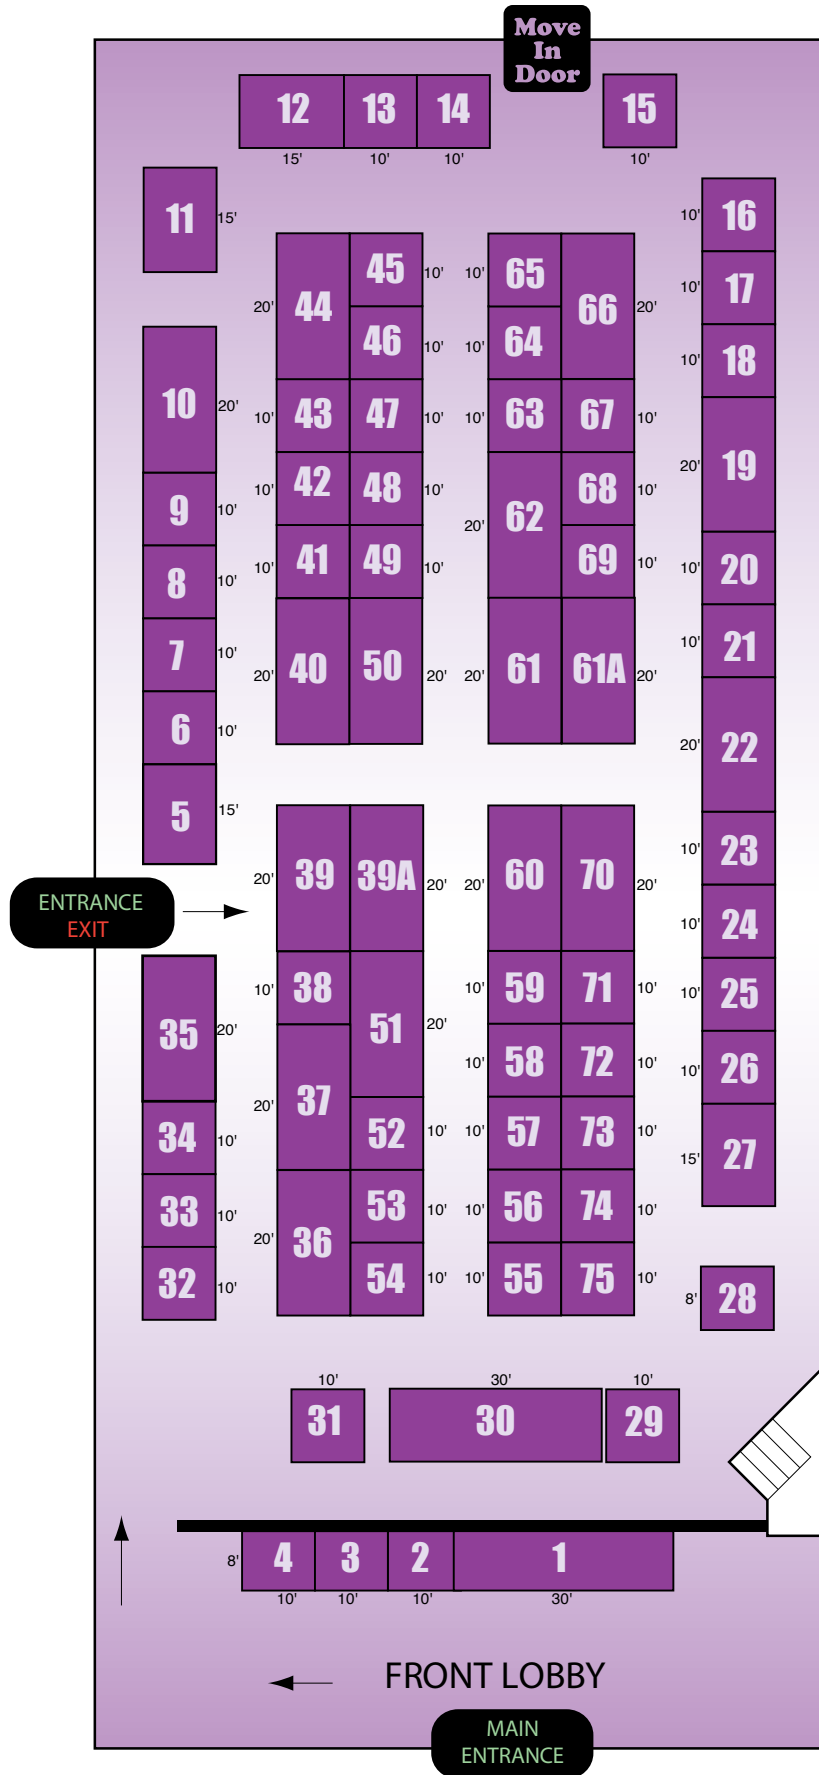 Move
In
Door
12 13 14 15
15' 10' 10' 10'
11 15'
10' 16
10' 17
10' 18
20' 19
10' 20
10' 21
20' 22
10' 23
10' 24
10' 25
10' 26
15' 27
8' 28
20' 44 45 10'
46 10'
10' 43 47 10'
10' 42 48 10'
10' 41 49 10'
20' 40 50 20'
10' 65 66 20'
10' 64
10' 63 67 10'
20' 62 68 10'
69 10'
20' 61 61A 20'
10 20'
9 10'
8 10'
7 10'
6 10'
5 15'
ENTRANCE
EXIT
20' 39 39A 20'
10' 38 51 20'
20' 37 52 10'
20' 36 53 10'
54 10'
20' 60 70 20'
10' 59 71 10'
10' 58 72 10'
10' 57 73 10'
10' 56 74 10'
10' 55 75 10'
35 20'
34 10'
33 10'
32 10'
10' 30' 10'
31 30 29
8' 4 3 2 1
10' 10' 10' 30'
FRONT LOBBY
MAIN
ENTRANCE